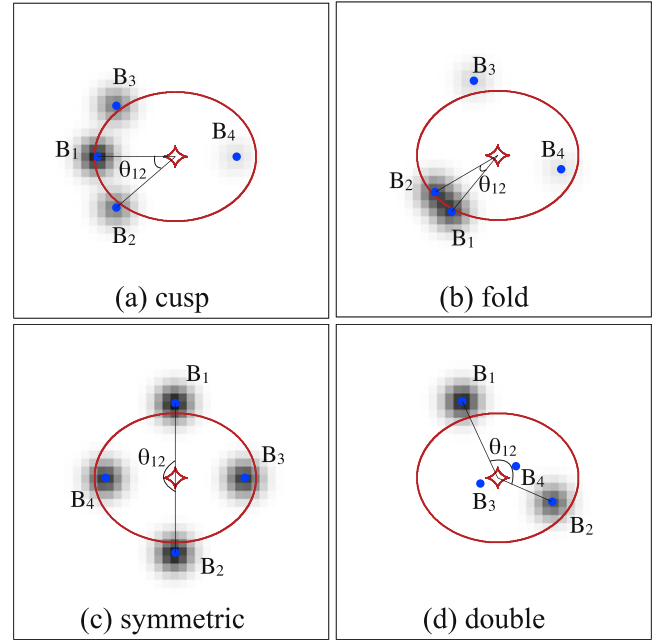 B₃
B₁
B₄
θ₁₂
B₂
(a) cusp
B₃
B₄
B₂
θ₁₂
B₁
(b) fold
B₁
θ₁₂
B₃
B₄
B₂
(c) symmetric
B₁
θ₁₂
B₄
B₃
B₂
(d) double